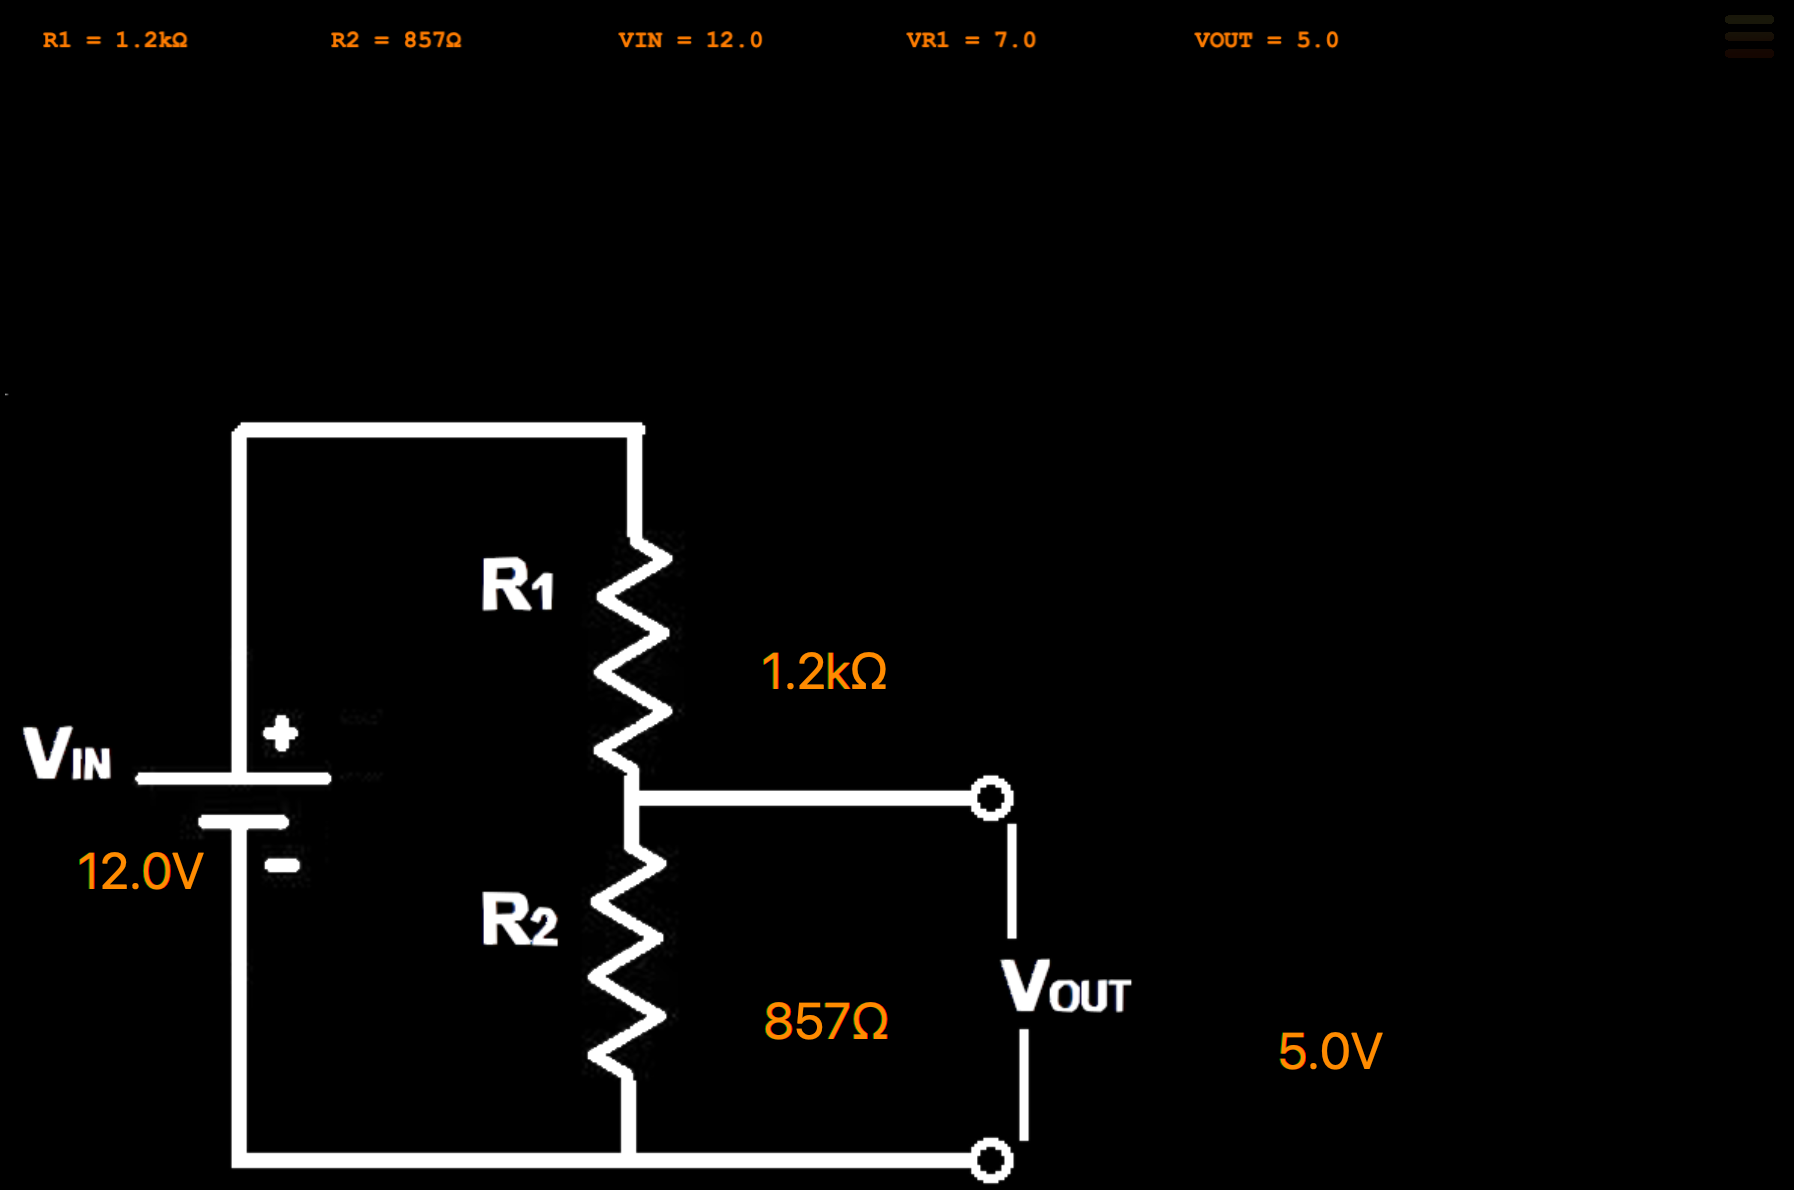 R1 = 1.2kΩ R2 = 857Ω VIN = 12.0 VR1 = 7.0 VOUT = 5.0
R1
1.2kΩ
+
VIN
12.0V
-
R2
VOUT
857Ω
5.0V